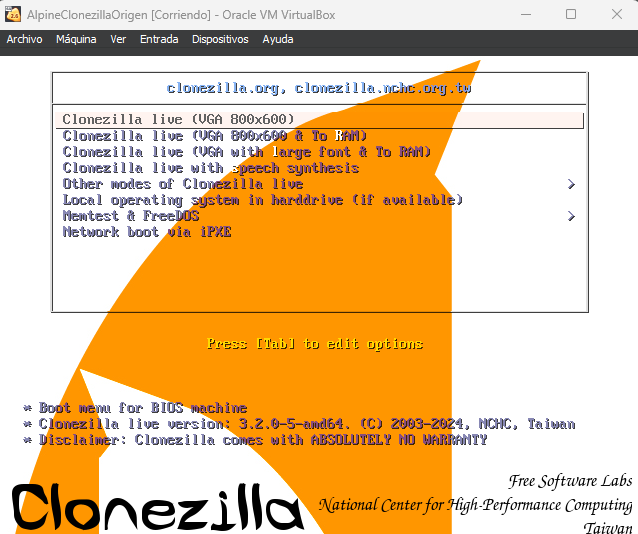 AlpineClonezillaOrigen [Corriendo] - Oracle VM VirtualBox
Archivo Máquina Ver Entrada Dispositivos Ayuda
clonezilla.org, clonezilla.nchc.org.tw
Clonezilla live (VGA 800x600)
Clonezilla live (VGA 800x600 & To RAM)
Clonezilla live (VGA with large font & To RAM)
Clonezilla live with speech synthesis
Other modes of Clonezilla live >
Local operating system in harddrive (if available)
Memtest & FreeDOS >
Network boot via iPXE
Press [Tab] to edit options
* Boot menu for BIOS machine
* Clonezilla live version: 3.2.0-5-amd64. (C) 2003-2024, NCHC, Taiwan
* Disclaimer: Clonezilla comes with ABSOLUTELY NO WARRANTY
Clonezilla
Free Software Labs
National Center for High-Performance Computing
Taiwan